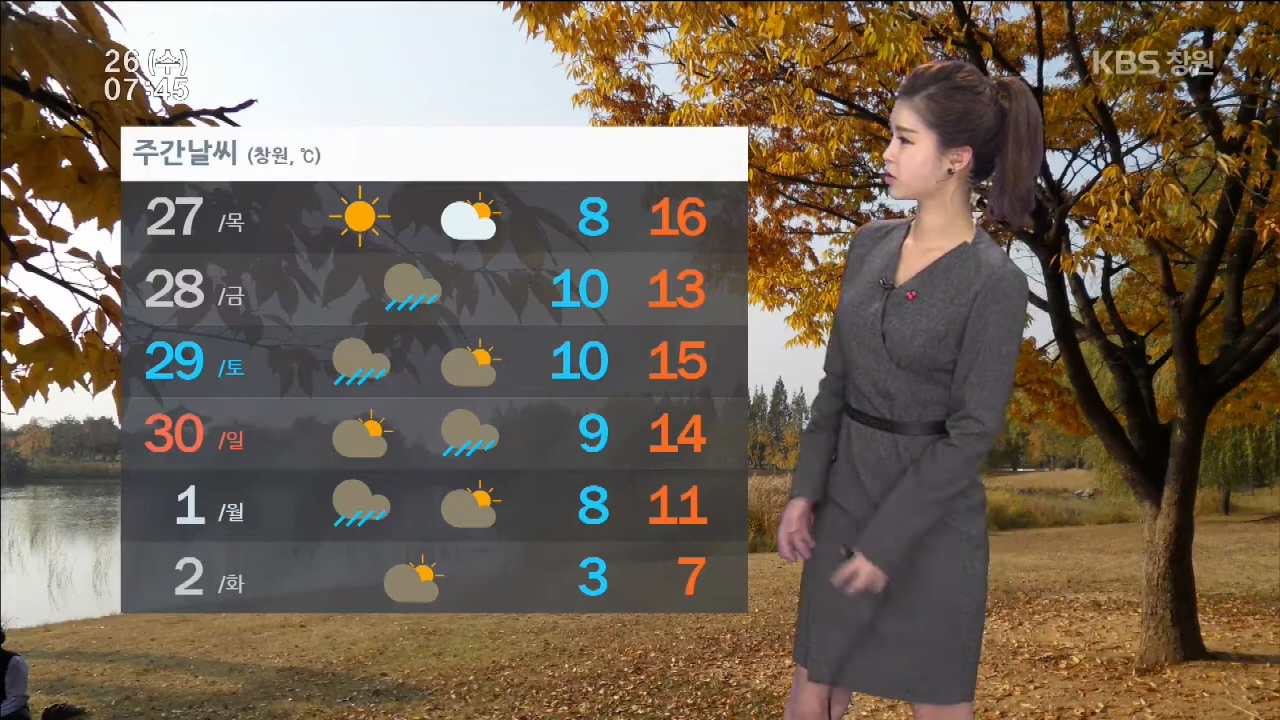 26 (수)
07:45
KBS 창원
주간날씨 (창원, ℃)
27 /목 8 16
28 /금 10 13
29 /토 10 15
30 /일 9 14
1 /월 8 11
2 /화 3 7